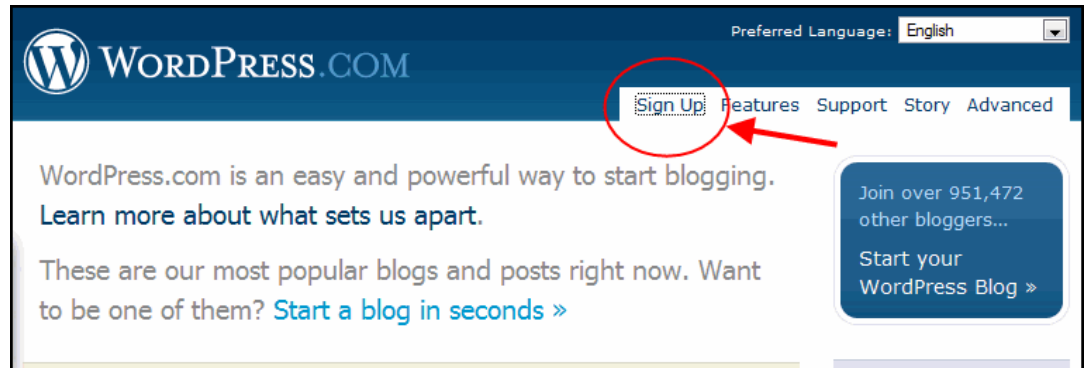 Preferred Language: English
WORDPRESS.COM
Sign Up Features Support Story Advanced
WordPress.com is an easy and powerful way to start blogging.
Learn more about what sets us apart.
These are our most popular blogs and posts right now. Want
to be one of them? Start a blog in seconds »
Join over 951,472
other bloggers...
Start your
WordPress Blog »